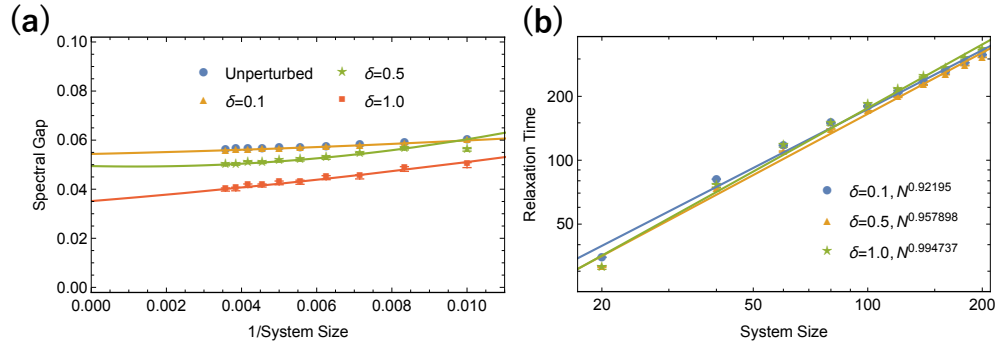 (a)
Spectral Gap
0.10
0.08
0.06
0.04
0.02
0.00
Unperturbed
δ=0.5
δ=0.1
δ=1.0
0.000 0.002 0.004 0.006 0.008 0.010
1/System Size
(b)
Relaxation Time
200
100
50
δ=0.1, N^0.92195
δ=0.5, N^0.957898
δ=1.0, N^0.994737
20 50 100 200
System Size